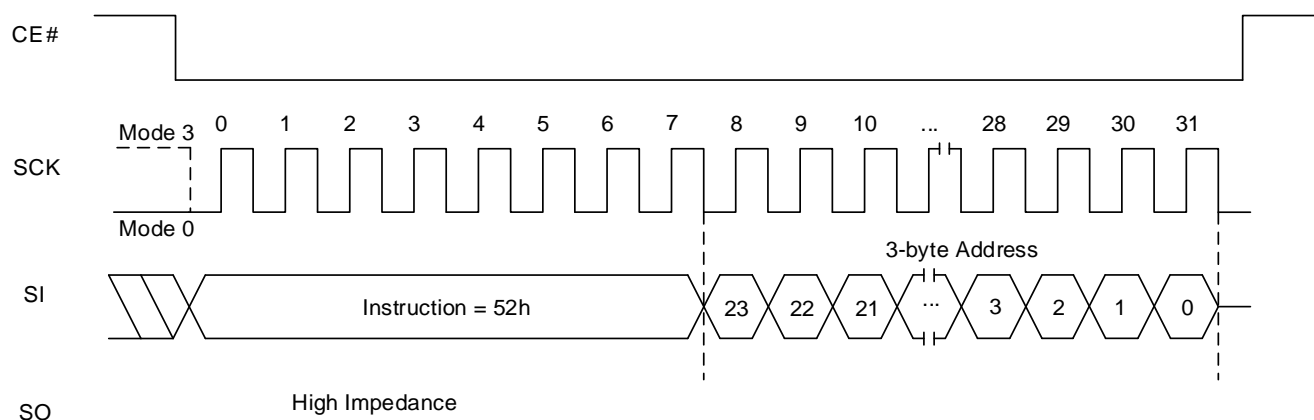 CE#
0 1 2 3 4 5 6 7 8 9 10 ... 28 29 30 31
Mode 3
SCK
Mode 0
3-byte Address
SI
Instruction = 52h 23 22 21 ... 3 2 1 0
High Impedance
SO